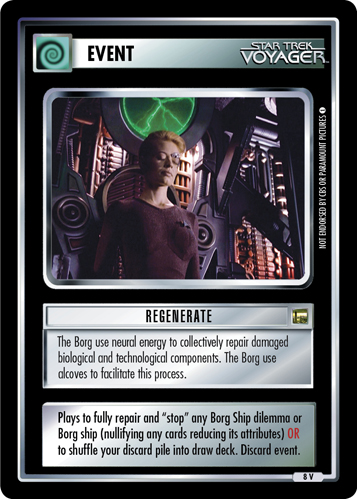 EVENT
STAR TREK
VOYAGER
NOT ENDORSED BY CBS OR PARAMOUNT PICTURES
REGENERATE
The Borg use neural energy to collectively repair damaged
biological and technological components. The Borg use
alcoves to facilitate this process.
Plays to fully repair and “stop” any Borg Ship dilemma or
Borg ship (nullifying any cards reducing its attributes) OR
to shuffle your discard pile into draw deck. Discard event.
8 V